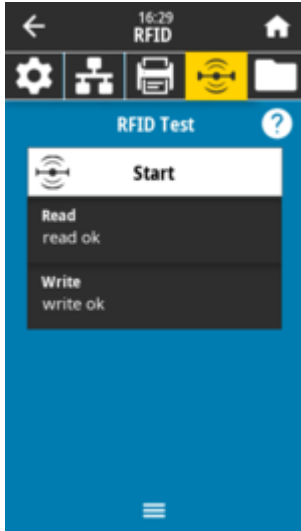 16:29
RFID
RFID Test
?
Start
Read
read ok
Write
write ok